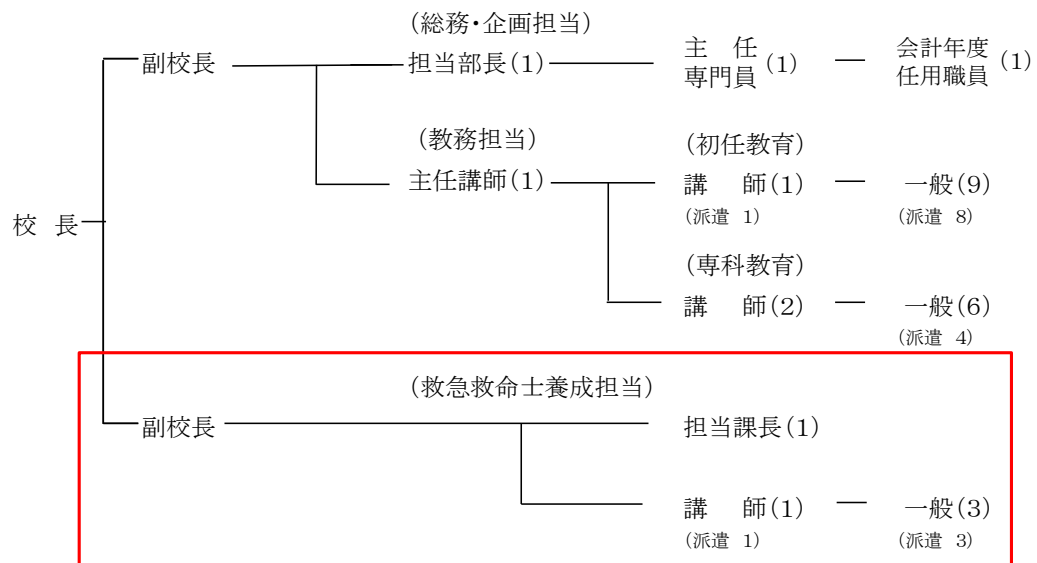 (総務・企画担当)
副校長 担当部長(1) 主任専門員(1) 会計年度任用職員(1)
(教務担当) (初任教育)
主任講師(1) 講 師(1) 一般(9)
(派遣 1) (派遣 8)
校 長
(専科教育)
講 師(2) 一般(6)
(派遣 4)
(救急救命士養成担当)
副校長 担当課長(1)
講 師(1) 一般(3)
(派遣 1) (派遣 3)